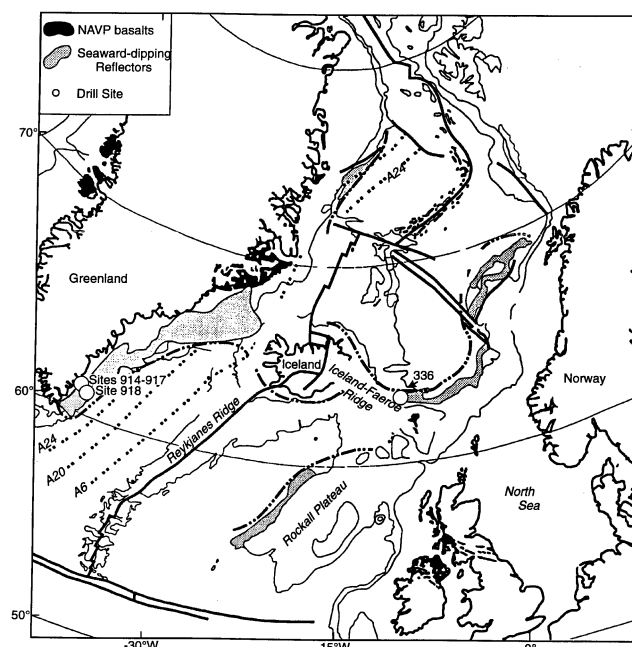 NAVP basalts
Seaward-dipping
Reflectors
Drill Site
70°
A24
Greenland
Iceland
336
Iceland-Faeroe
Ridge
Norway
60°
Sites 914-917
Site 918
Reykjanes Ridge
A24
A20
A6
North
Sea
Rockall Plateau
50°
-30°
-15°
0°